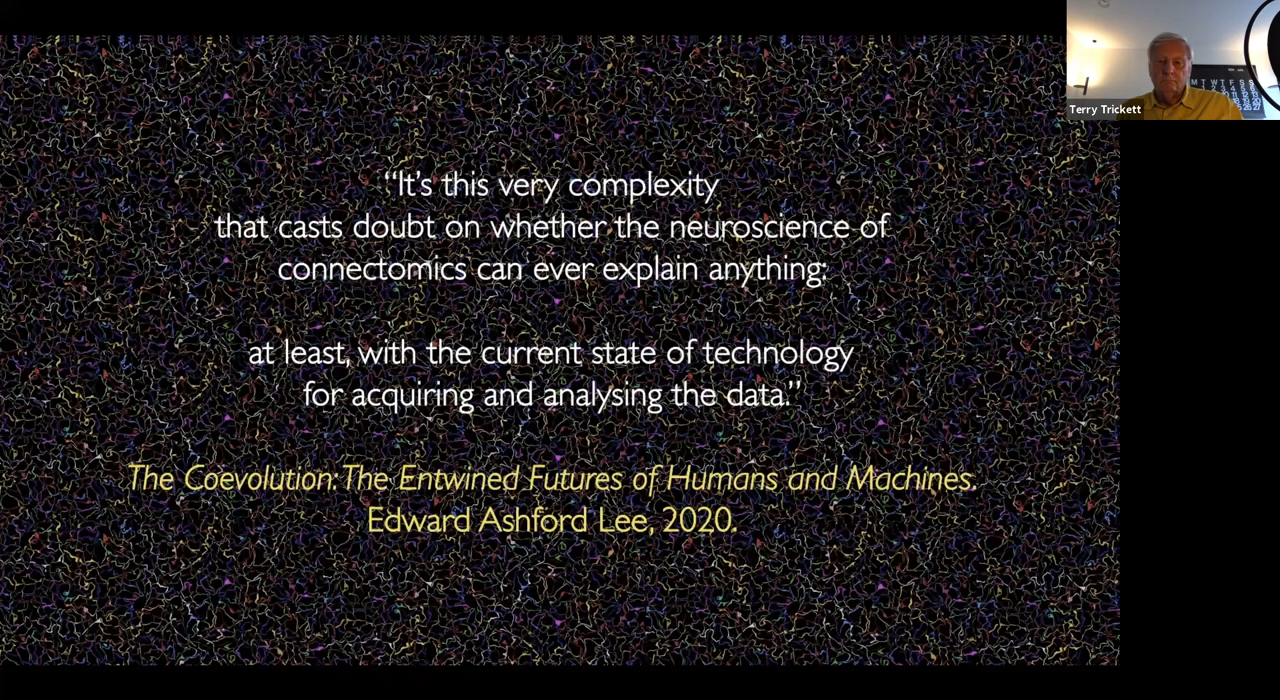 “It’s this very complexity
that casts doubt on whether the neuroscience of
connectomics can ever explain anything;
at least, with the current state of technology
for acquiring and analysing the data.”
The Coevolution: The Entwined Futures of Humans and Machines.
Edward Ashford Lee, 2020.
M T W T F S S
Terry Trickett